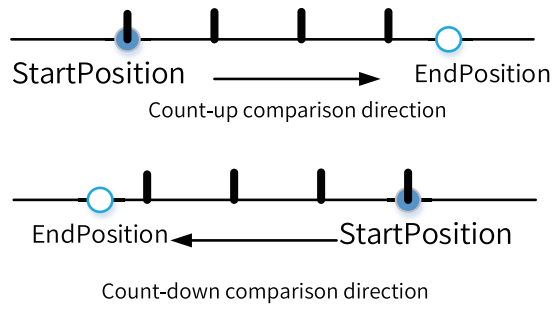 StartPosition
EndPosition
Count-up comparison direction
EndPosition
StartPosition
Count-down comparison direction